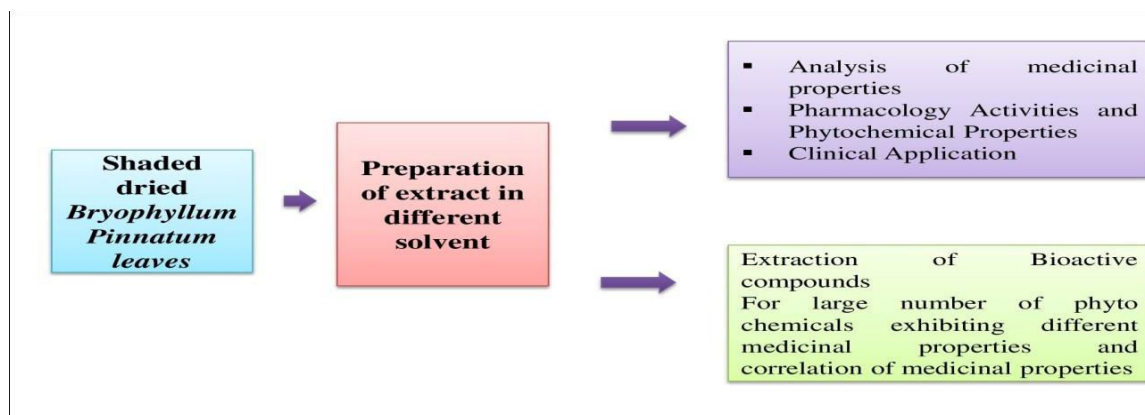 Shaded
dried
Bryophyllum
Pinnatum
leaves
Preparation
of extract in
different
solvent
▪ Analysis of medicinal
properties
▪ Pharmacology Activities and
Phytochemical Properties
▪ Clinical Application
Extraction of Bioactive
compounds
For large number of phyto
chemicals exhibiting different
medicinal properties and
correlation of medicinal properties